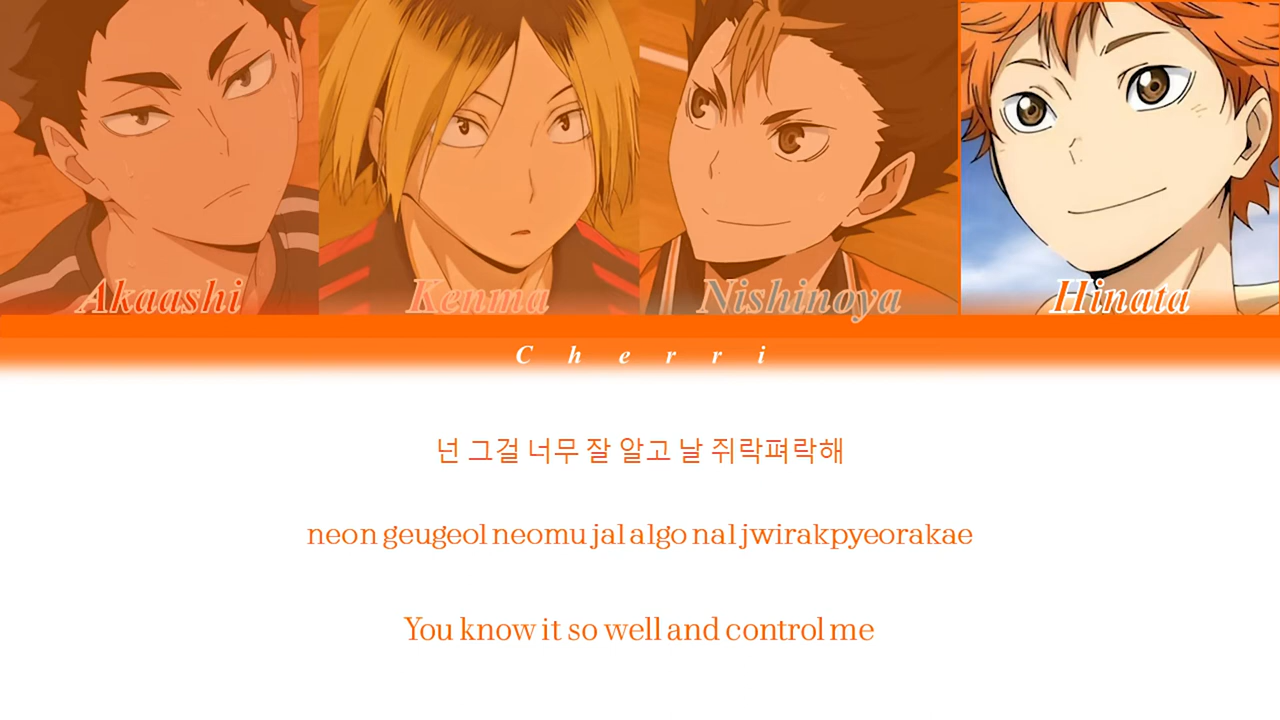 Akaashi Kenma Nishinoya Hinata
Cherri
넌 그걸 너무 잘 알고 날 쥐락펴락해
neon geugeol neomu jal algo nal jwirakpyeorakae
You know it so well and control me